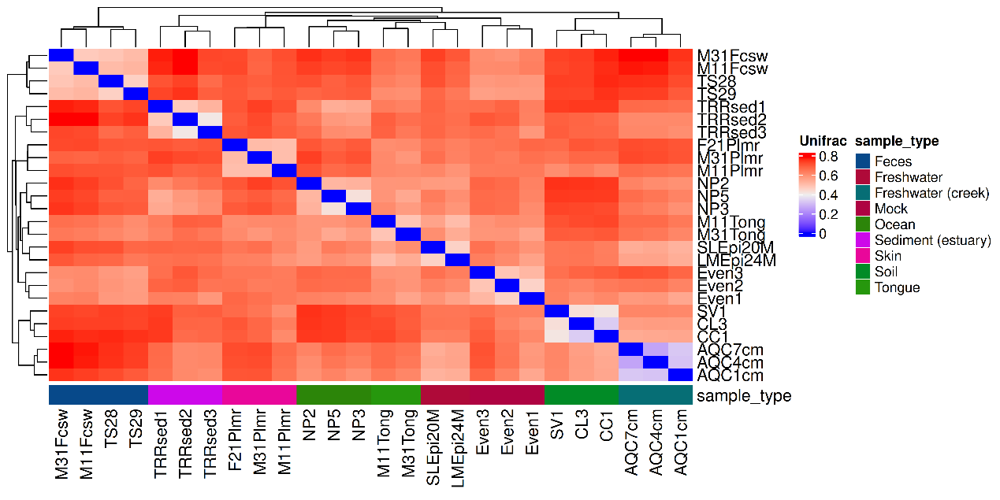 M31Fcsw
M11Fcsw
TS28
TS29
TRRsed1
TRRsed2
TRRsed3
F21Plmr
M31Plmr
M11Plmr
NP2
NP5
NP3
M11Tong
M31Tong
SLEpi20M
LMEpi24M
Even3
Even2
Even1
SV1
CL3
CC1
AQC7cm
AQC4cm
AQC1cm
sample_type
M31Fcsw
M11Fcsw
TS28
TS29
TRRsed1
TRRsed2
TRRsed3
F21Plmr
M31Plmr
M11Plmr
NP2
NP5
NP3
M11Tong
M31Tong
SLEpi20M
LMEpi24M
Even3
Even2
Even1
SV1
CL3
CC1
AQC7cm
AQC4cm
AQC1cm
Unifrac
0.8
0.6
0.4
0.2
0
sample_type
Feces
Freshwater
Freshwater (creek)
Mock
Ocean
Sediment (estuary)
Skin
Soil
Tongue